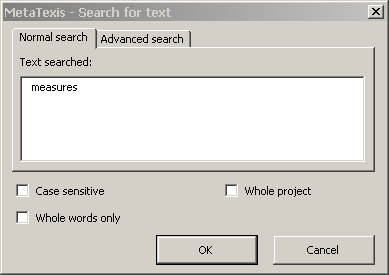 MetaTexis - Search for text
Normal search
Advanced search
Text searched:
measures
Case sensitive
Whole project
Whole words only
OK
Cancel